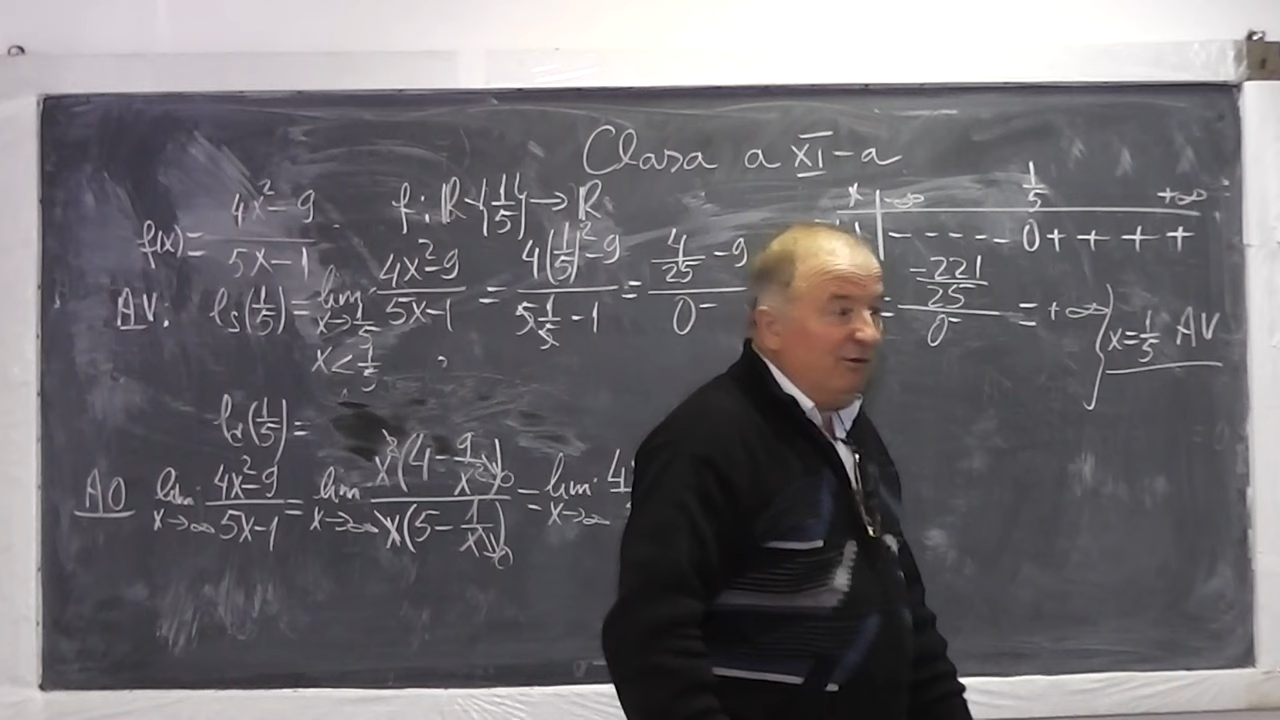 Clasa a XI-a
f(x) = (4x²-9)/(5x-1)   f: R-{1/5} → R
x | -∞   1/5   +∞
| - - - - - 0 + + + +
AV: ls(1/5) = lim x→1/5 x<1/5 (4x²-9)/(5x-1) = (4(1/5)²-9)/(5·1/5-1) = (4/25-9)/0⁻ = (-221/25)/0⁻ = +∞ } x=1/5 AV
ld(1/5) =
AO lim x→∞ (4x²-9)/(5x-1) = lim x→∞ x²(4-9/x²)/x(5-1/x) = lim x→∞ 4